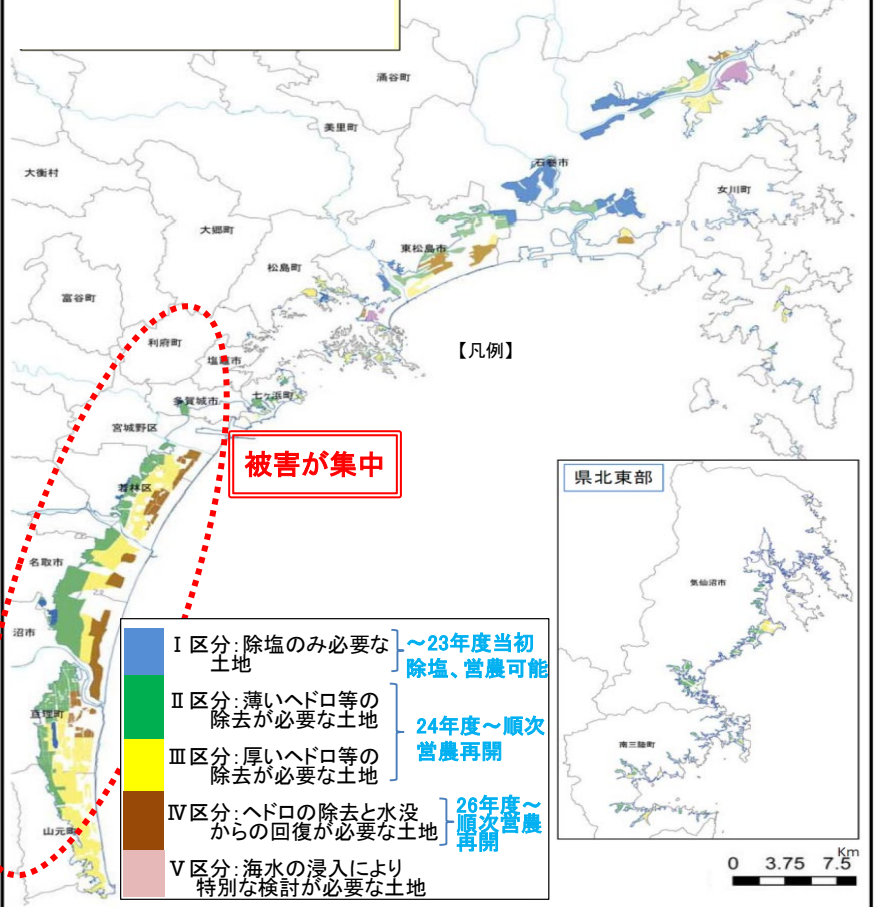 涌谷町
美里町
大衡村
石巻市
女川町
大郷町
東松島市
松島町
富谷町
利府町
【凡例】
塩竈市
七ヶ浜町
多賀城市
宮城野区
被害が集中
県北東部
若林区
名取市
気仙沼市
沼市
Ⅰ区分:除塩のみ必要な
土地
～23年度当初
除塩、営農可能
Ⅱ区分:薄いヘドロ等の
除去が必要な土地
24年度～順次
営農再開
Ⅲ区分:厚いヘドロ等の
除去が必要な土地
亘理町
南三陸町
Ⅳ区分:ヘドロの除去と水没
からの回復が必要な土地
26年度～
順次営農
再開
山元町
Ⅴ区分:海水の浸入により
特別な検討が必要な土地
Km
0 3.75 7.5